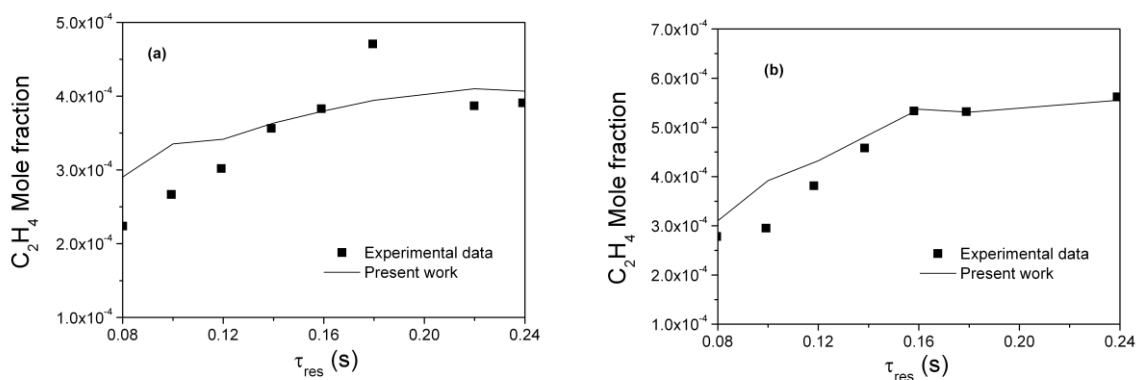 5.0x10⁻⁴
4.0x10⁻⁴
3.0x10⁻⁴
2.0x10⁻⁴
1.0x10⁻⁴
C₂H₄ Mole fraction
(a)
Experimental data
Present work
0.08 0.12 0.16 0.20 0.24
τres (s)
7.0x10⁻⁴
6.0x10⁻⁴
5.0x10⁻⁴
4.0x10⁻⁴
3.0x10⁻⁴
2.0x10⁻⁴
1.0x10⁻⁴
C₂H₄ Mole fraction
(b)
Experimental data
Present work
0.08 0.12 0.16 0.20 0.24
τres (s)